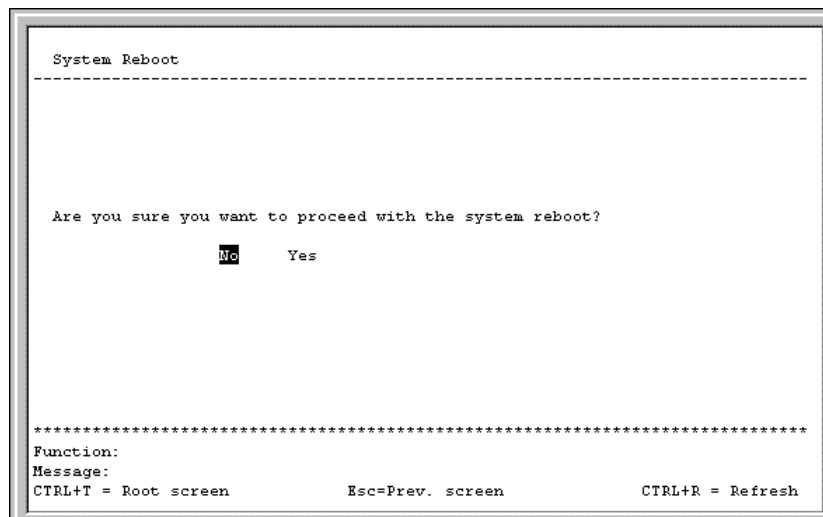 System Reboot
--------------------------------------------------------------------------------
Are you sure you want to proceed with the system reboot?
No Yes
********************************************************************************
Function:
Message:
CTRL+T = Root screen Esc=Prev. screen CTRL+R = Refresh